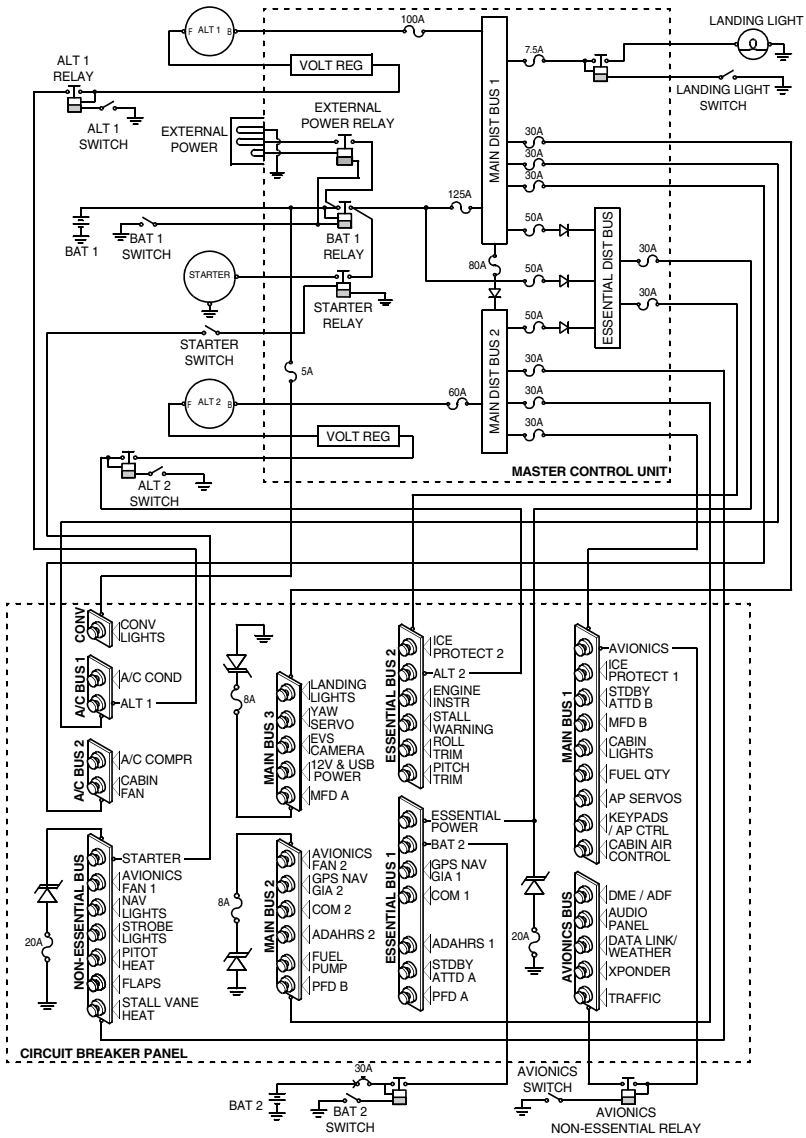 ALT 1
F
B
100A
VOLT REG
ALT 1
RELAY
ALT 1
SWITCH
LANDING LIGHT
7.5A
LANDING LIGHT
SWITCH
MAIN DIST BUS 1
EXTERNAL
POWER
EXTERNAL
POWER RELAY
30A
30A
30A
125A
BAT 1
BAT 1
SWITCH
BAT 1
RELAY
50A
80A
50A
50A
ESSENTIAL DIST BUS
30A
30A
STARTER
STARTER
SWITCH
STARTER
RELAY
5A
MAIN DIST BUS 2
30A
30A
30A
F
ALT 2
B
60A
VOLT REG
MASTER CONTROL UNIT
ALT 2
SWITCH
CONV
CONV
LIGHTS
A/C BUS 1
A/C COND
ALT 1
A/C BUS 2
A/C COMPR
CABIN
FAN
NON-ESSENTIAL BUS
STARTER
AVIONICS
FAN 1
NAV
LIGHTS
STROBE
LIGHTS
PITOT
HEAT
FLAPS
STALL VANE
HEAT
20A
8A
MAIN BUS 3
LANDING
LIGHTS
YAW
SERVO
EVS
CAMERA
12V & USB
POWER
MFD A
8A
MAIN BUS 2
AVIONICS
FAN 2
GPS NAV
GIA 2
COM 2
ADAHRS 2
FUEL
PUMP
PFD B
ESSENTIAL BUS 2
ICE
PROTECT 2
ALT 2
ENGINE
INSTR
STALL
WARNING
ROLL
TRIM
PITCH
TRIM
ESSENTIAL BUS 1
ESSENTIAL
POWER
BAT 2
GPS NAV
GIA 1
COM 1
ADAHRS 1
STDBY
ATTD A
PFD A
20A
MAIN BUS 1
AVIONICS
ICE
PROTECT 1
STDBY
ATTD B
MFD B
CABIN
LIGHTS
FUEL QTY
AP SERVOS
KEYPADS
/ AP CTRL
CABIN AIR
CONTROL
AVIONICS BUS
DME / ADF
AUDIO
PANEL
DATA LINK/
WEATHER
XPONDER
TRAFFIC
CIRCUIT BREAKER PANEL
BAT 2
30A
BAT 2
SWITCH
AVIONICS
SWITCH
AVIONICS
NON-ESSENTIAL RELAY